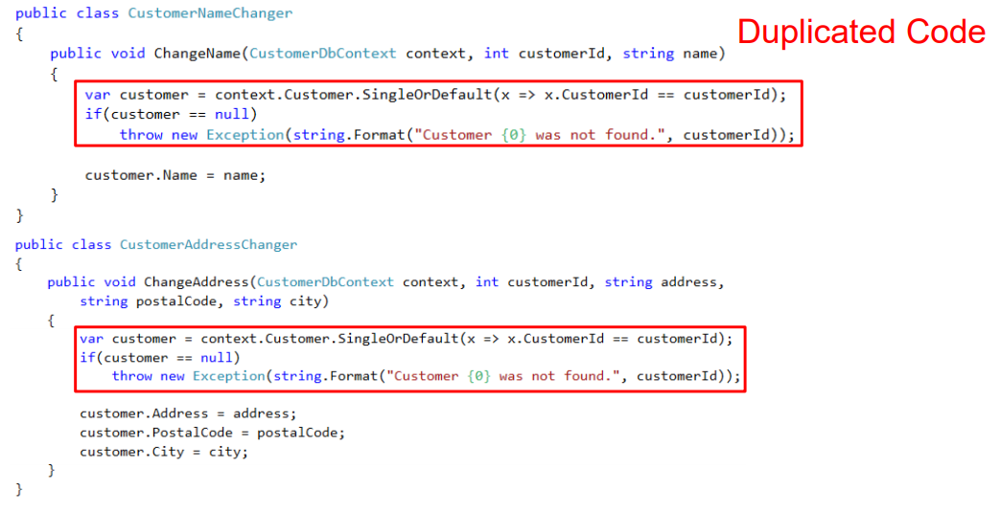 public class CustomerNameChanger
Duplicated Code
{
public void ChangeName(CustomerDbContext context, int customerId, string name)
{
var customer = context.Customer.SingleOrDefault(x => x.CustomerId == customerId);
if(customer == null)
throw new Exception(string.Format("Customer {0} was not found.", customerId));
customer.Name = name;
}
}
public class CustomerAddressChanger
{
public void ChangeAddress(CustomerDbContext context, int customerId, string address,
string postalCode, string city)
{
var customer = context.Customer.SingleOrDefault(x => x.CustomerId == customerId);
if(customer == null)
throw new Exception(string.Format("Customer {0} was not found.", customerId));
customer.Address = address;
customer.PostalCode = postalCode;
customer.City = city;
}
}